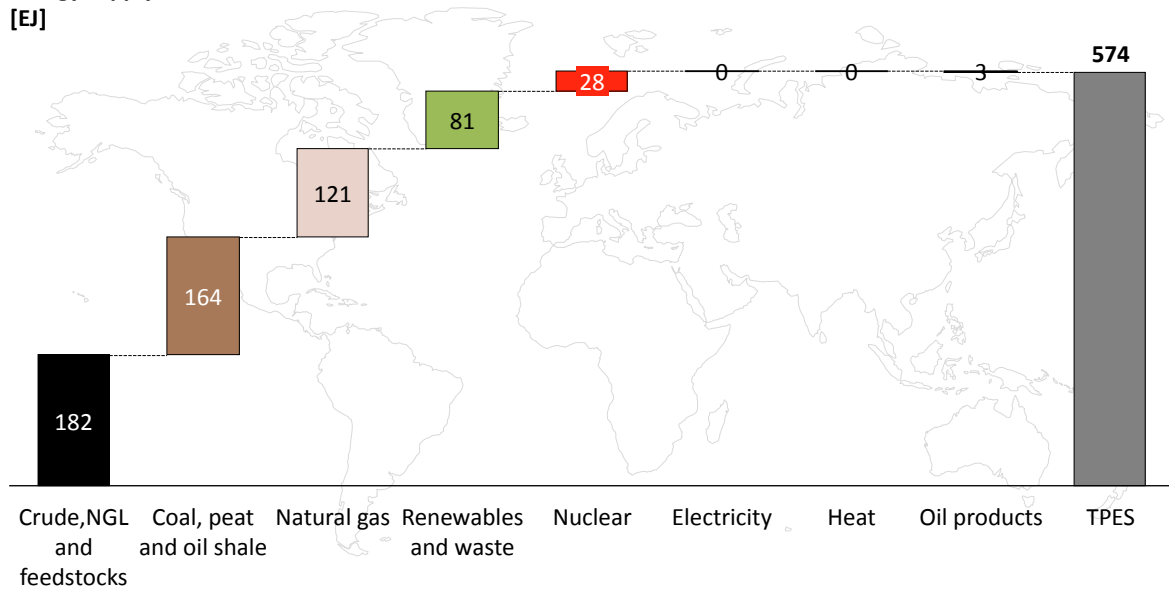 [EJ]
574
28
0
0
3
81
121
164
182
Crude,NGL
and
feedstocks
Coal, peat
and oil shale
Natural gas
Renewables
and waste
Nuclear
Electricity
Heat
Oil products
TPES